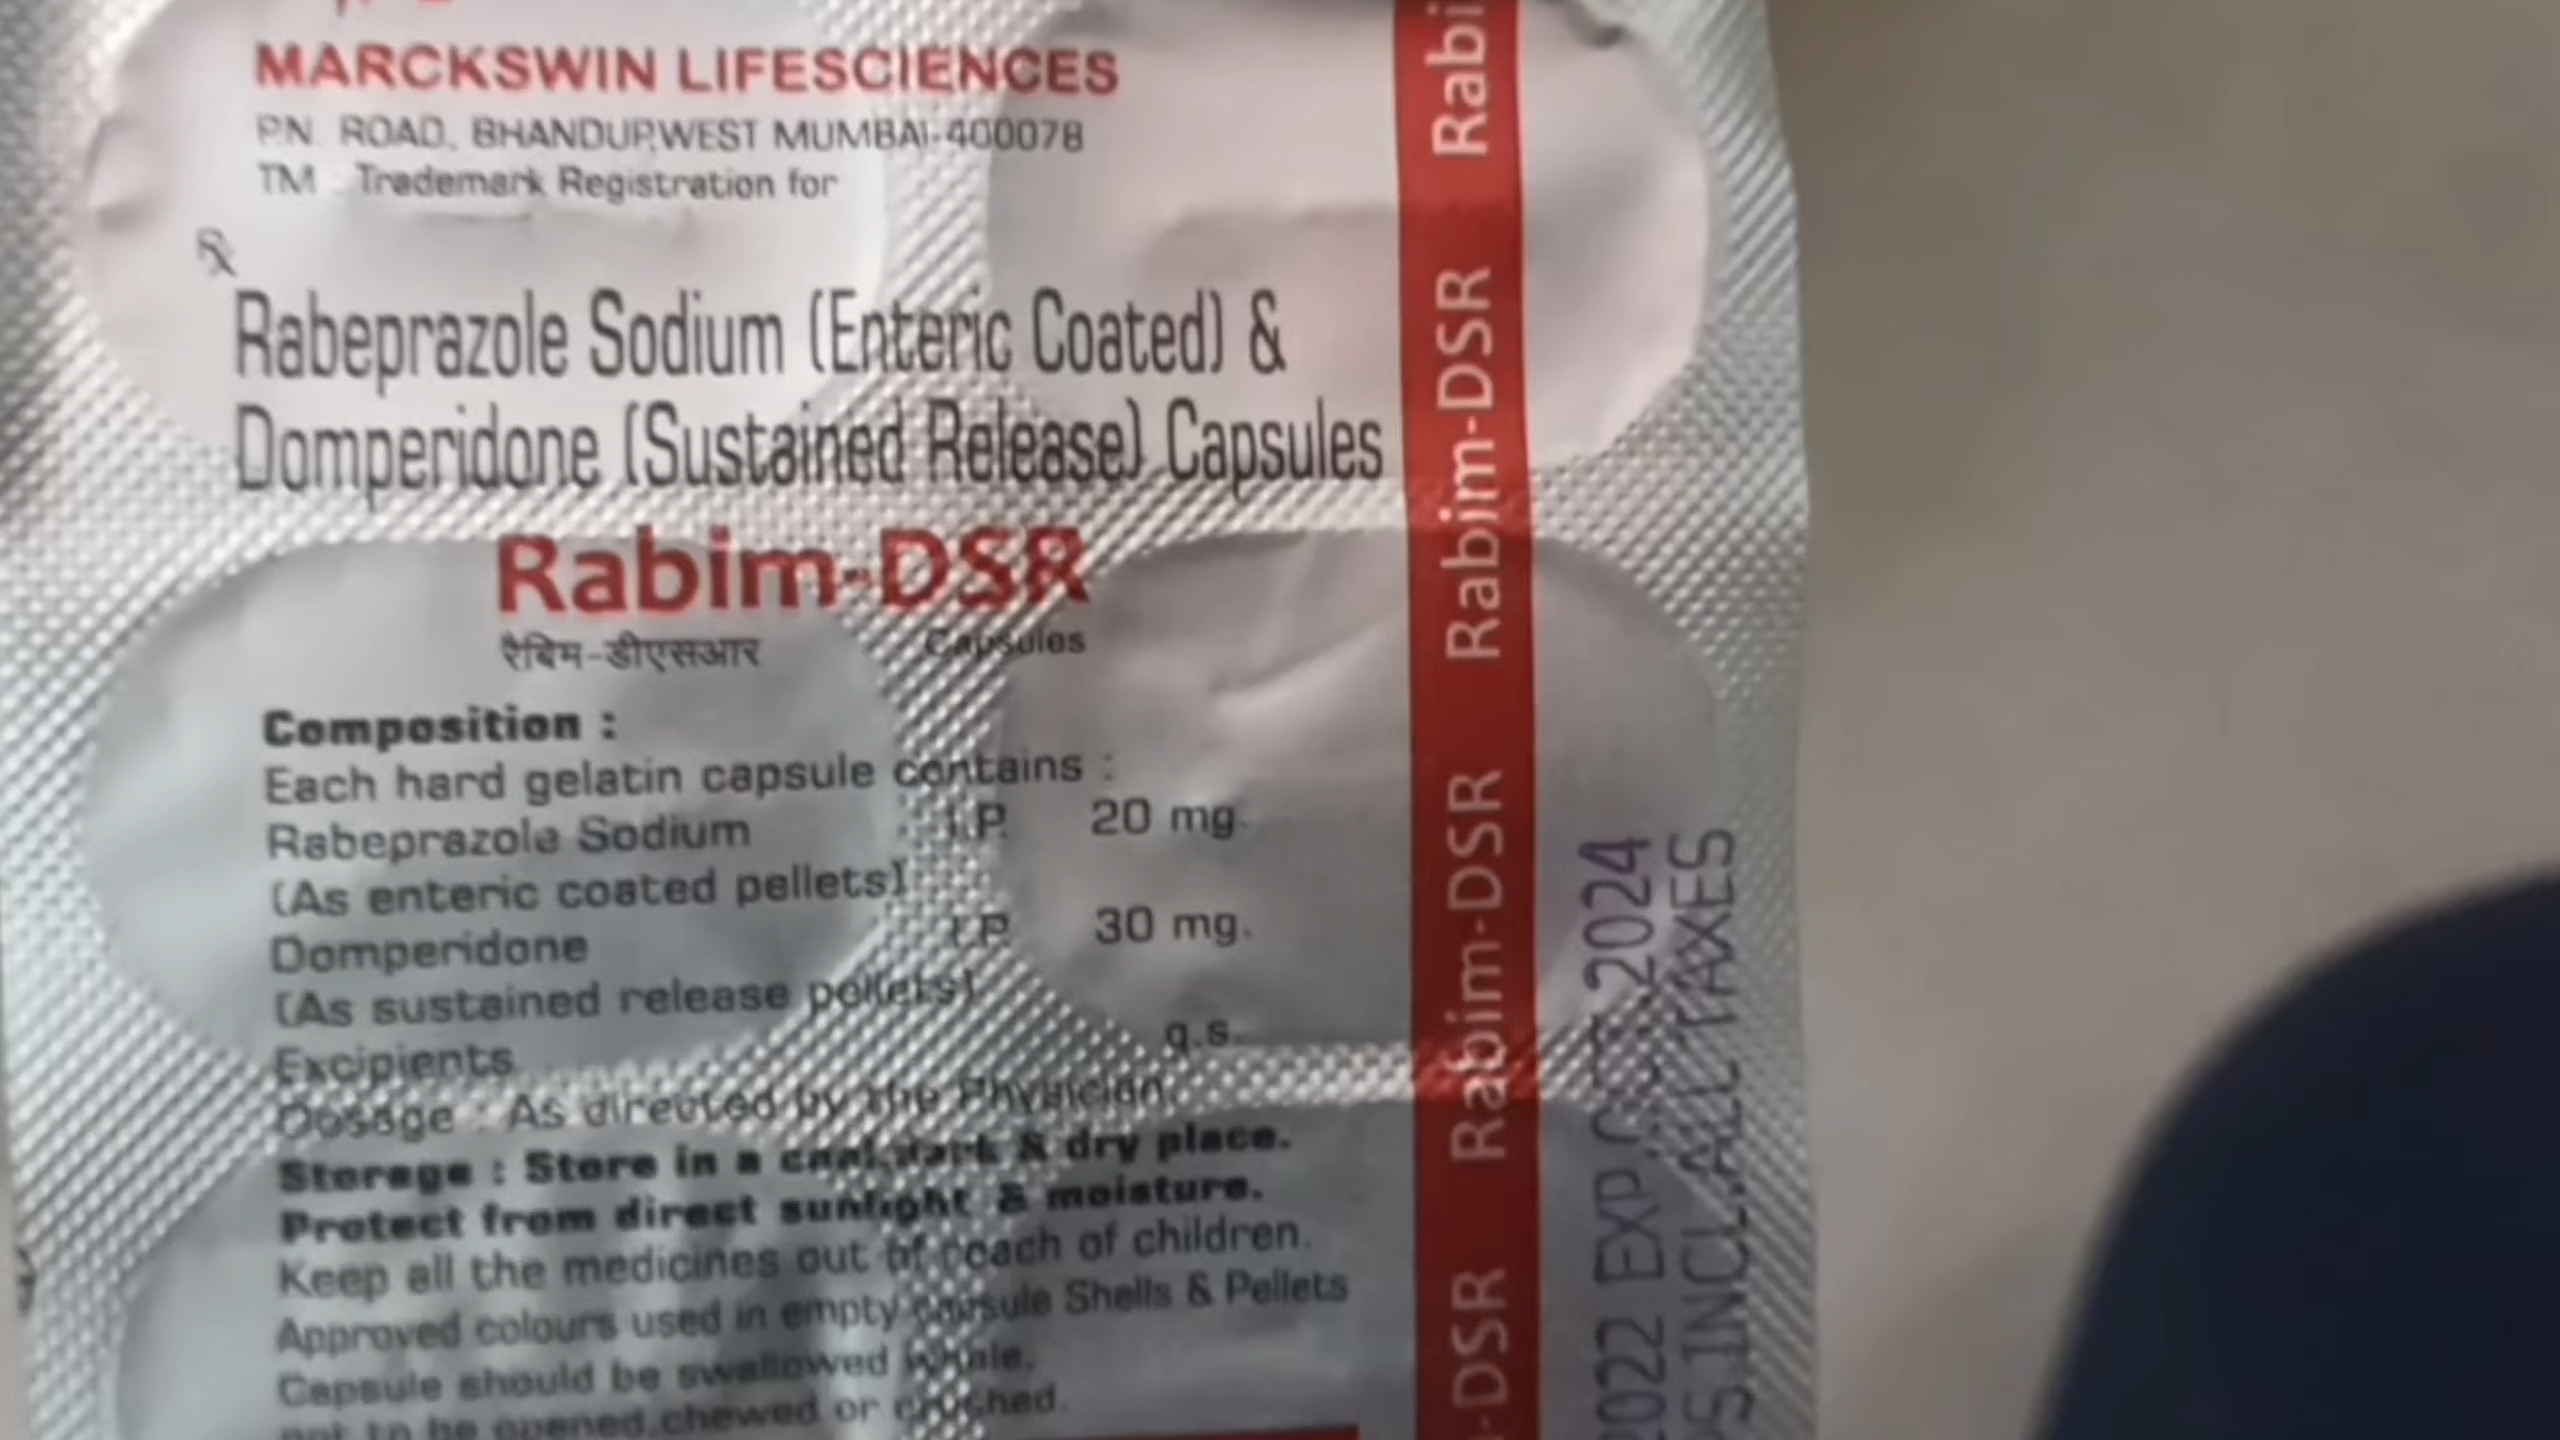 MARCKSWIN LIFESCIENCES
P.N. ROAD, BHANDUP,WEST MUMBAI-400078
TM : Trademark Registration for
Rx
Rabeprazole Sodium (Enteric Coated) &
Domperidone (Sustained Release) Capsules
Rabim-DSR
रैबिम-डीएसआर Capsules
Composition :
Each hard gelatin capsule contains :
Rabeprazole Sodium I.P. 20 mg.
(As enteric coated pellets)
Domperidone I.P. 30 mg.
(As sustained release pellets)
Excipients q.s.
Dosage : As directed by the Physician.
Storage : Store in a cool,dark & dry place.
Protect from direct sunlight & moisture.
Keep all the medicines out of reach of children.
Approved colours used in empty capsule Shells & Pellets
Capsule should be swallowed whole,
not to be opened,chewed or crushed.
Rabi
Rabim-DSR
Rabim-DSR
-DSR
2022 EXP. 2024
INCL.ALL TAXES